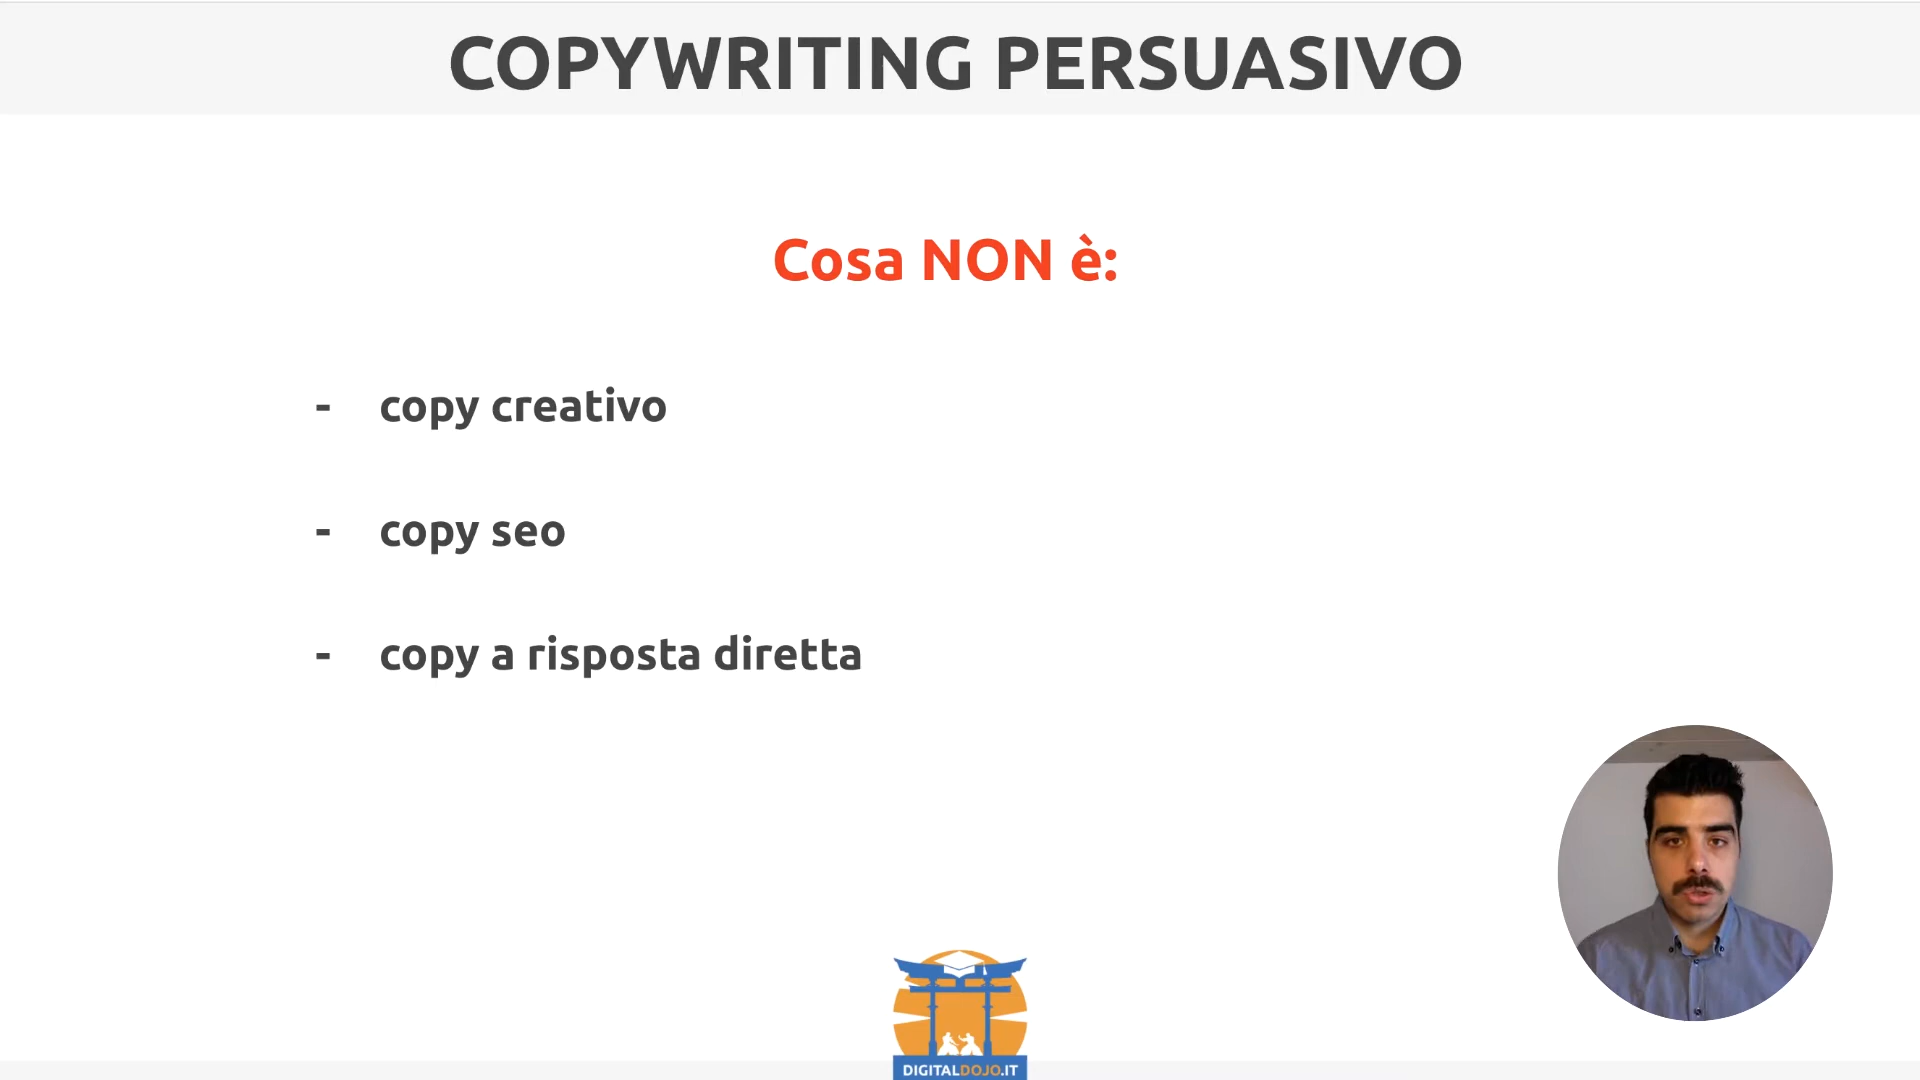 COPYWRITING PERSUASIVO
Cosa NON è:
- copy creativo
- copy seo
- copy a risposta diretta
DIGITALDOJO.IT